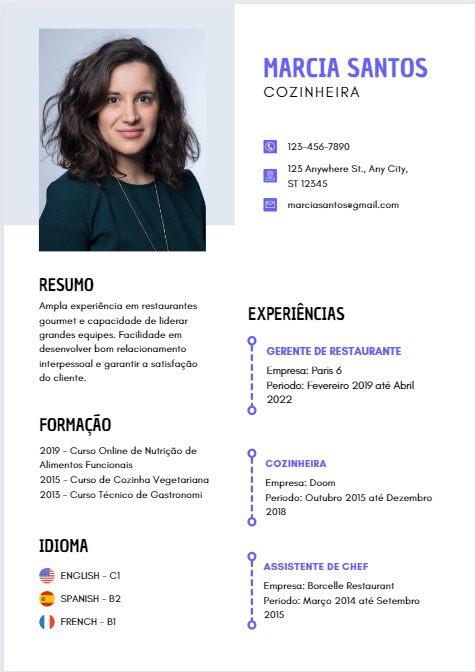 MARCIA SANTOS
COZINHEIRA
123-456-7890
123 Anywhere St., Any City,
ST 12345
marciasantos@gmail.com
RESUMO
Ampla experiência em restaurantes
gourmet e capacidade de liderar
grandes equipes. Facilidade em
desenvolver bom relacionamento
interpessoal e garantir a satisfação
do cliente.
FORMAÇÃO
2019 - Curso Online de Nutrição de
Alimentos Funcionais
2015 - Curso de Cozinha Vegetariana
2013 - Curso Técnico de Gastronomi
IDIOMA
ENGLISH - C1
SPANISH - B2
FRENCH - B1
EXPERIÊNCIAS
GERENTE DE RESTAURANTE
Empresa: Paris 6
Periodo: Fevereiro 2019 até Abril
2022
COZINHEIRA
Empresa: Doom
Periodo: Outubro 2015 até Dezembro
2018
ASSISTENTE DE CHEF
Empresa: Borcelle Restaurant
Periodo: Março 2014 até Setembro
2015